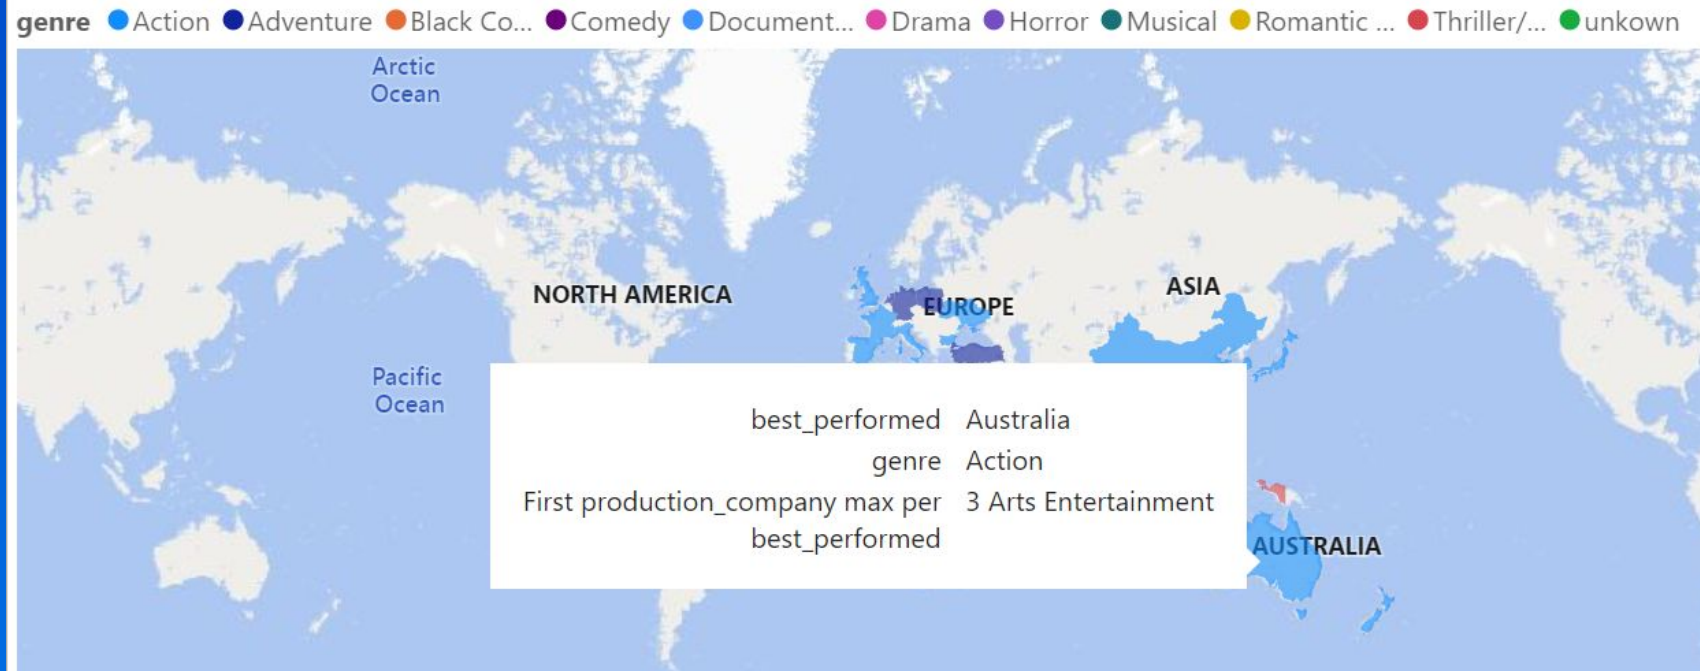 genre Action Adventure Black Co... Comedy Document... Drama Horror Musical Romantic ... Thriller/... unkown
Arctic
Ocean
NORTH AMERICA
EUROPE
ASIA
Pacific
Ocean
best_performed Australia
genre Action
First production_company max per 3 Arts Entertainment
best_performed
AUSTRALIA